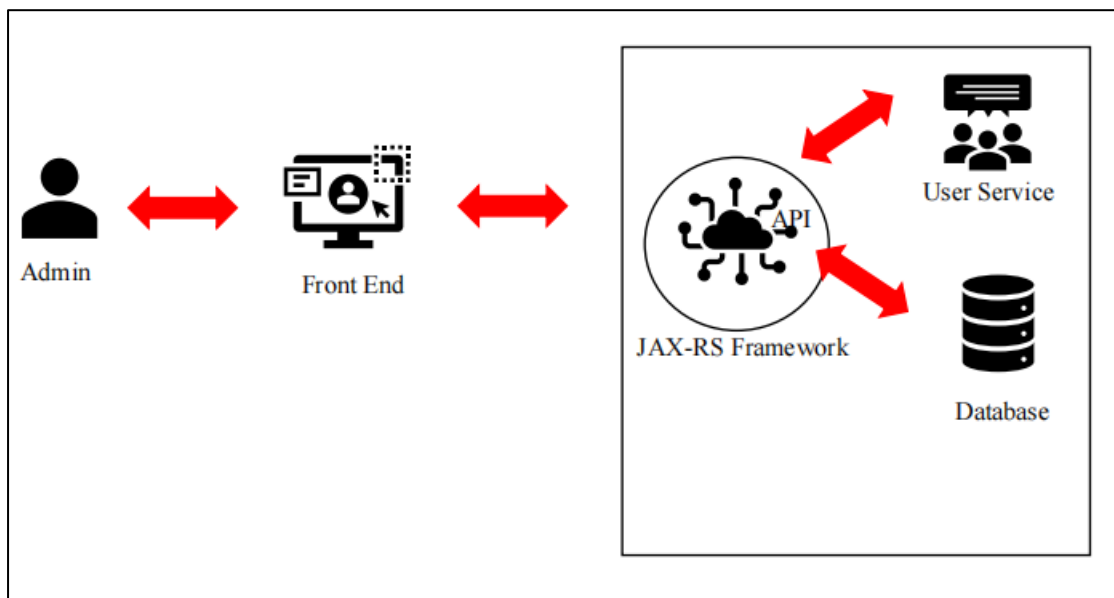 Admin
Front End
API
JAX-RS Framework
User Service
Database